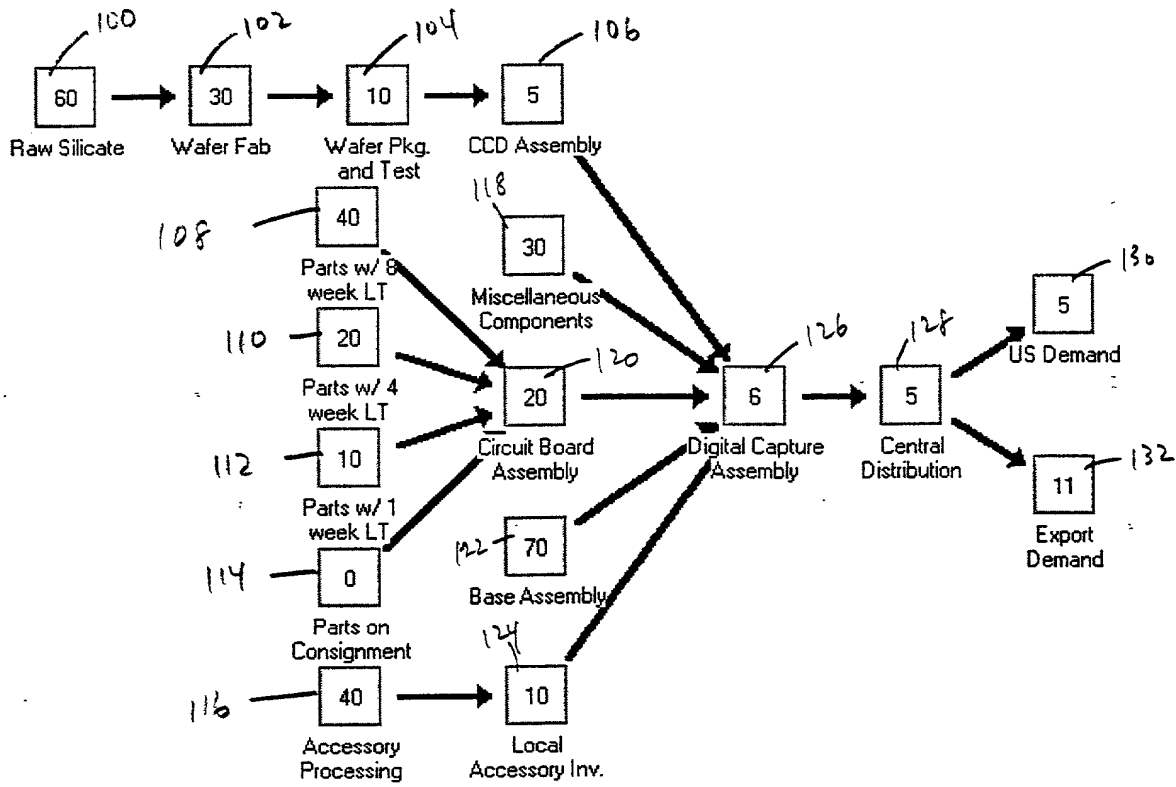 100 102 104 106
60 30 10 5
Raw Silicate Wafer Fab Wafer Pkg. CCD Assembly
and Test
118
108 40 30 130
Parts w/ 8
week LT Miscellaneous 5
Components US Demand
110 20 120 126 128
Parts w/ 4 20 6 5
week LT
112 10 Circuit Board Digital Capture Central
Assembly Assembly Distribution 132
11
Parts w/ 1 Export
week LT 122 70 Demand
114 0 Base Assembly
Parts on 124
Consignment
116 40 10
Accessory Local
Processing Accessory Inv.